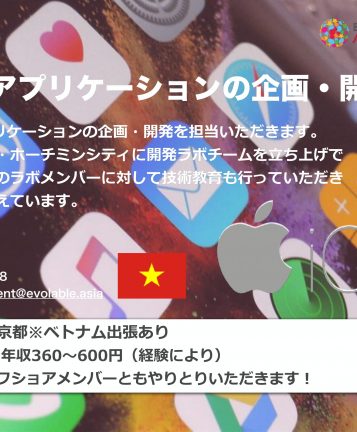 アプリケーションの企画・開
リケーションの企画・開発を担当いただきます。
・ホーチミンシティに開発ラボチームを立ち上げで
のラボメンバーに対して技術教育も行っていただき
えています。
8
ent@evolable.asia
京都※ベトナム出張あり
年収360〜600円（経験により）
フショアメンバーともやりとりいただきます！